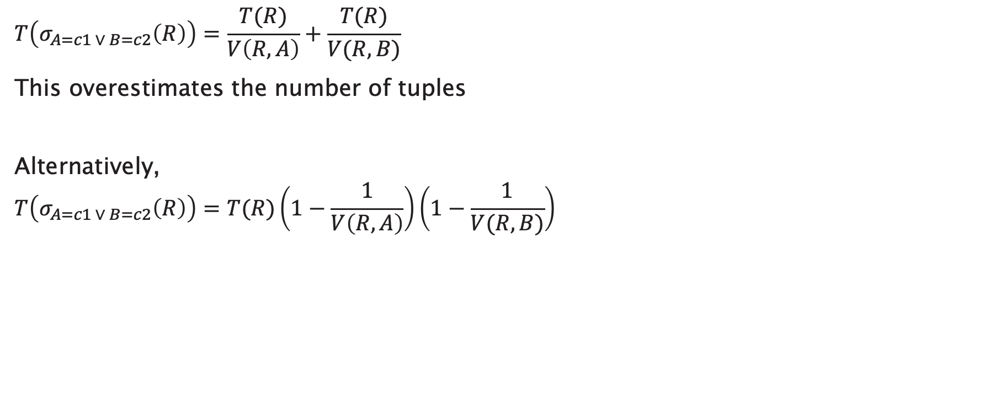 T(σ_{A=c1 ∨ B=c2}(R)) = T(R)/V(R, A) + T(R)/V(R, B)
This overestimates the number of tuples
Alternatively,
T(σ_{A=c1 ∨ B=c2}(R)) = T(R)(1 − 1/V(R, A))(1 − 1/V(R, B))